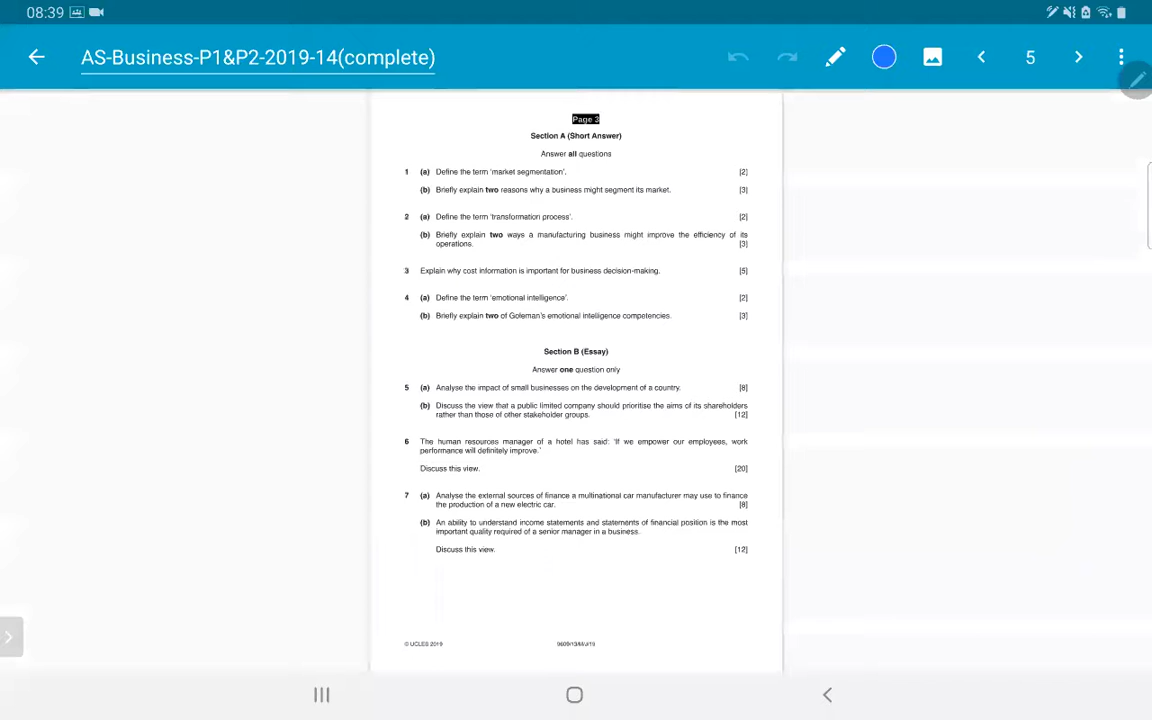 08:39
AS-Business-P1&P2-2019-14(complete)
5
Page 3
Section A (Short Answer)
Answer all questions
1 (a) Define the term 'market segmentation'. [2]
(b) Briefly explain two reasons why a business might segment its market. [3]
2 (a) Define the term 'transformation process'. [2]
(b) Briefly explain two ways a manufacturing business might improve the efficiency of its
operations. [3]
3 Explain why cost information is important for business decision-making. [5]
4 (a) Define the term 'emotional intelligence'. [2]
(b) Briefly explain two of Goleman's emotional intelligence competencies. [3]
Section B (Essay)
Answer one question only
5 (a) Analyse the impact of small businesses on the development of a country. [8]
(b) Discuss the view that a public limited company should prioritise the aims of its shareholders
rather than those of other stakeholder groups. [12]
6 The human resources manager of a hotel has said: 'If we empower our employees, work
performance will definitely improve.'
Discuss this view. [20]
7 (a) Analyse the external sources of finance a multinational car manufacturer may use to finance
the production of a new electric car. [8]
(b) An ability to understand income statements and statements of financial position is the most
important quality required of a senior manager in a business.
Discuss this view. [12]
© UCLES 2019